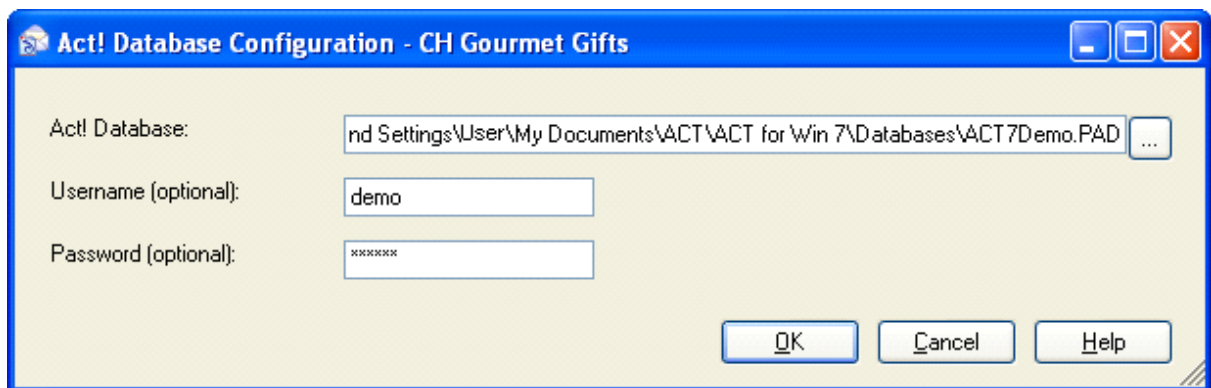 Act! Database Configuration - CH Gourmet Gifts
Act! Database:
nd Settings\User\My Documents\ACT\ACT for Win 7\Databases\ACT7Demo.PAD
...
Username (optional):
demo
Password (optional):
××××××
OK
Cancel
Help